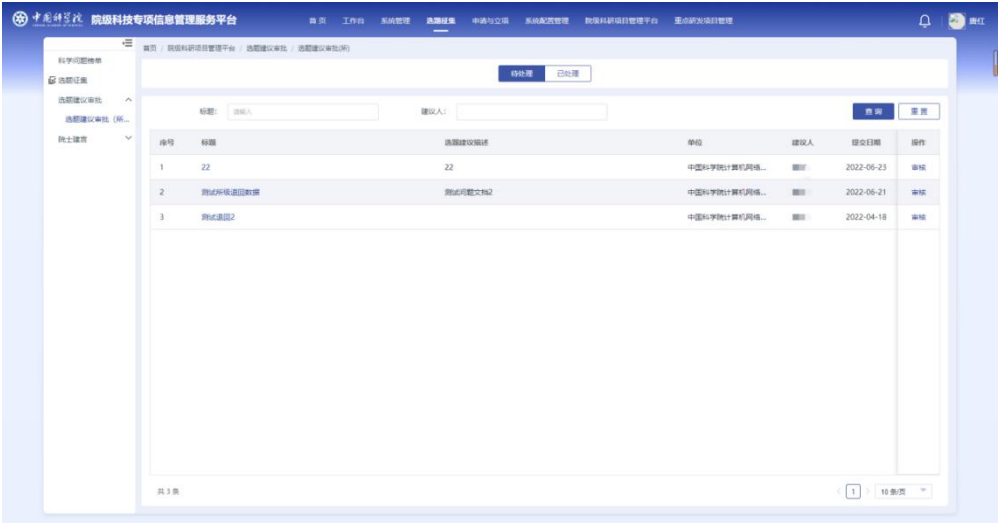 中国科学院 院级科技专项信息管理服务平台 首页 工作台 系统管理 选题征集 申请与立项 系统配置管理 院级科研项目管理平台 重点研发项目管理 唐红
首页 / 院级科研项目管理平台 / 选题建议审批 / 选题建议审批(所)
科学问题榜单
选题征集
选题建议审批
选题建议审批（所...
院士建言
待处理 已处理
标题： 请输入 建议人： 查询 重置
序号 标题 选题建议描述 单位 建议人 提交日期 操作
1 22 22 中国科学院计算机网络... 2022-06-23 审核
2 测试所级退回数据 测试问题文档2 中国科学院计算机网络... 2022-06-21 审核
3 测试退回2 中国科学院计算机网络... 2022-04-18 审核
共 3 条 1 10 条/页